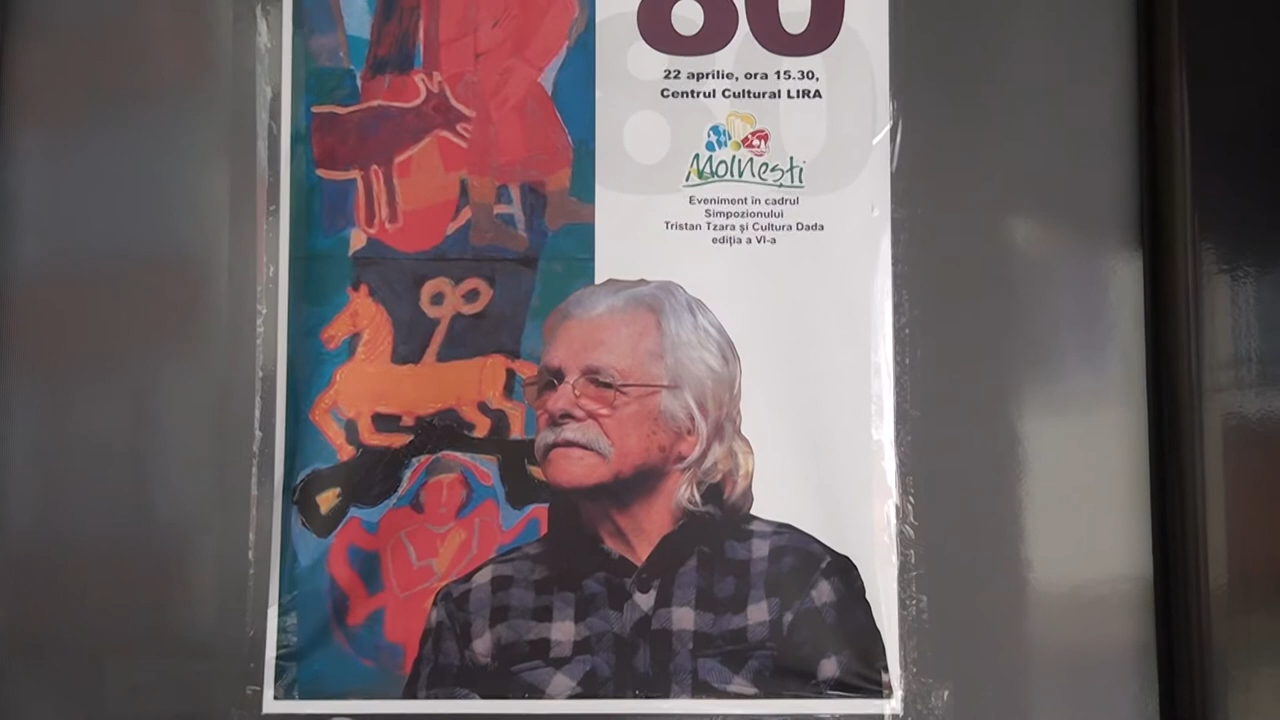 80
22 aprilie, ora 15.30,
Centrul Cultural LIRA
Moinești
Eveniment în cadrul
Simpozionului
Tristan Tzara și Cultura Dada
ediția a VI-a